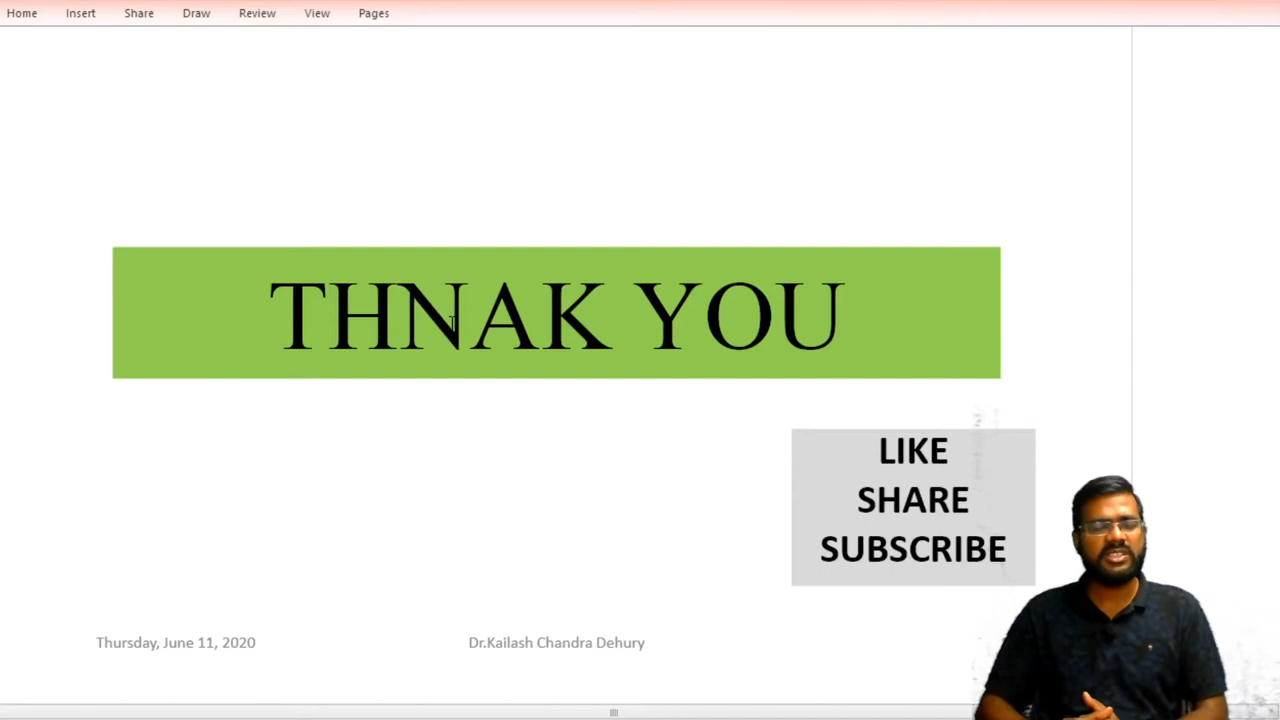 Home Insert Share Draw Review View Pages
THNAK YOU
LIKE
SHARE
SUBSCRIBE
Thursday, June 11, 2020 Dr.Kailash Chandra Dehury